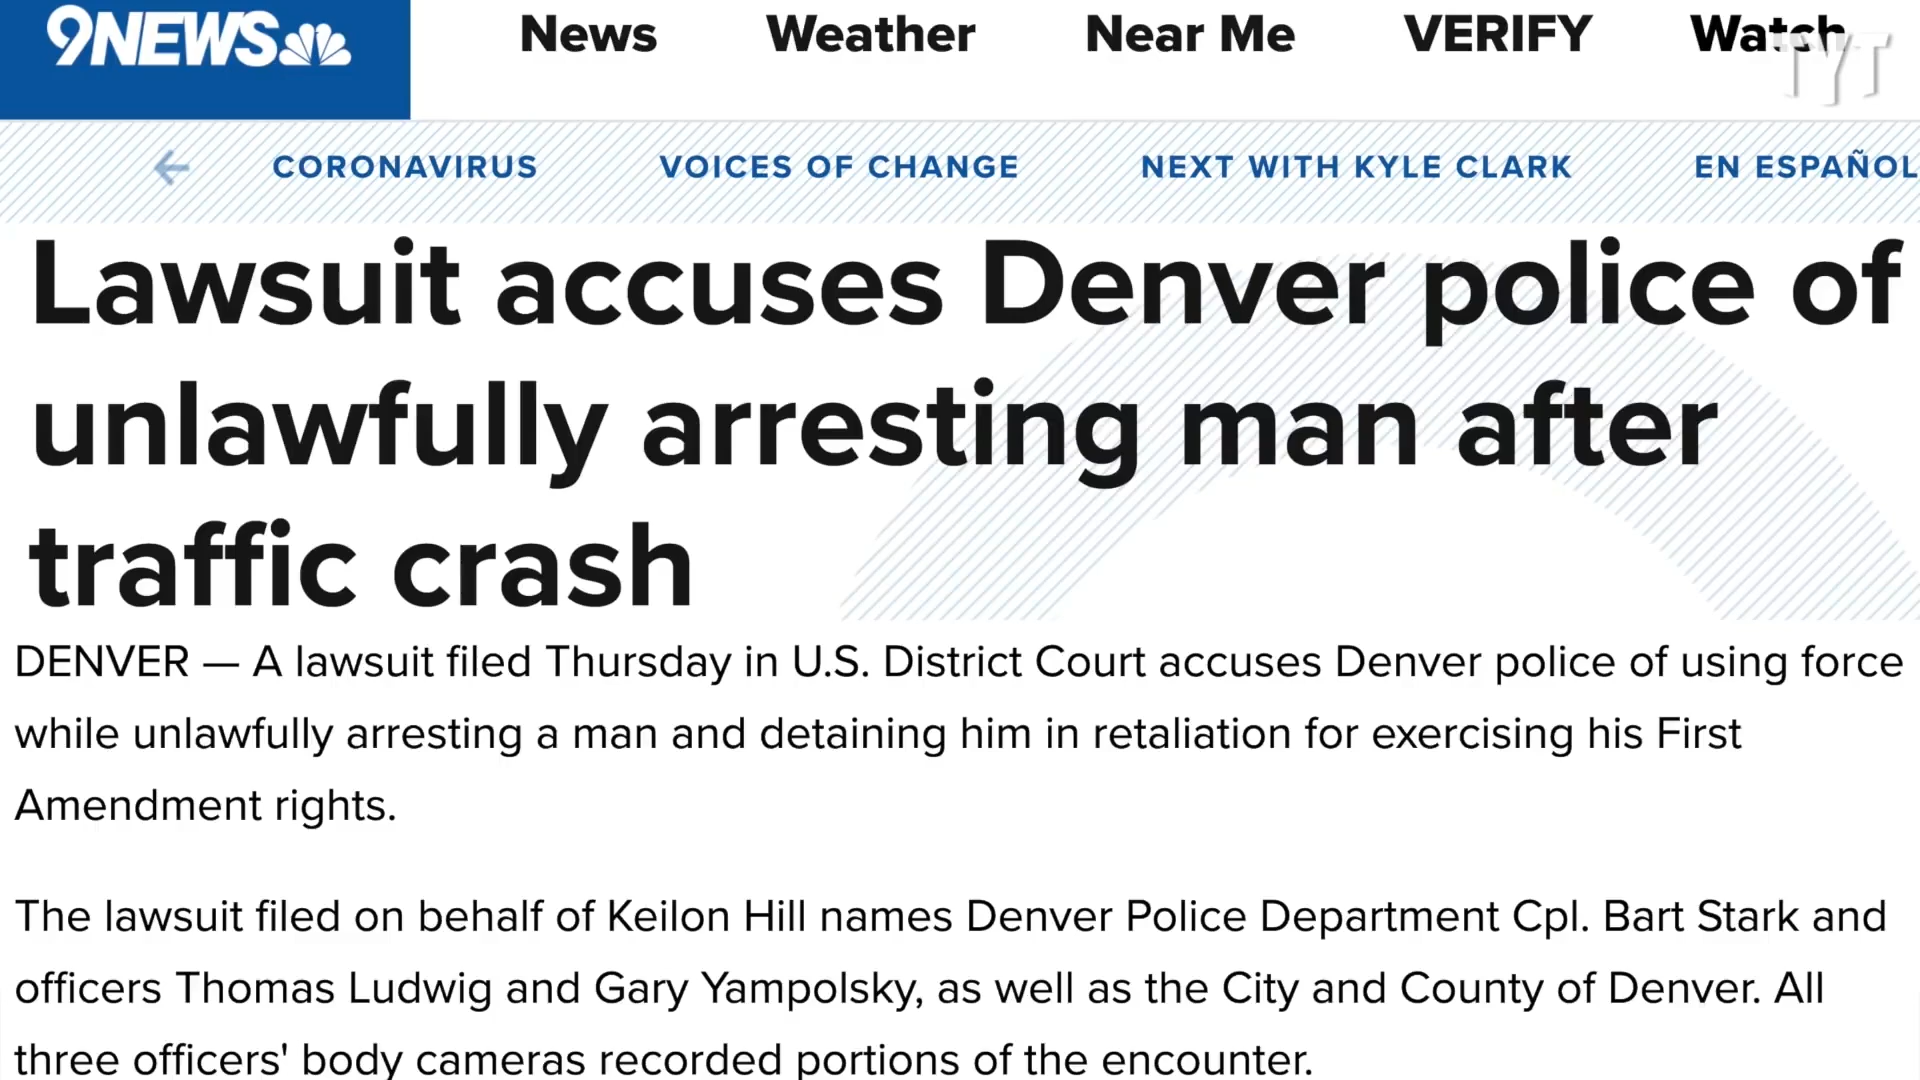 9NEWS
News Weather Near Me VERIFY Watch
TYT
CORONAVIRUS VOICES OF CHANGE NEXT WITH KYLE CLARK EN ESPAÑOL
Lawsuit accuses Denver police of
unlawfully arresting man after
traffic crash
DENVER — A lawsuit filed Thursday in U.S. District Court accuses Denver police of using force
while unlawfully arresting a man and detaining him in retaliation for exercising his First
Amendment rights.
The lawsuit filed on behalf of Keilon Hill names Denver Police Department Cpl. Bart Stark and
officers Thomas Ludwig and Gary Yampolsky, as well as the City and County of Denver. All
three officers' body cameras recorded portions of the encounter.